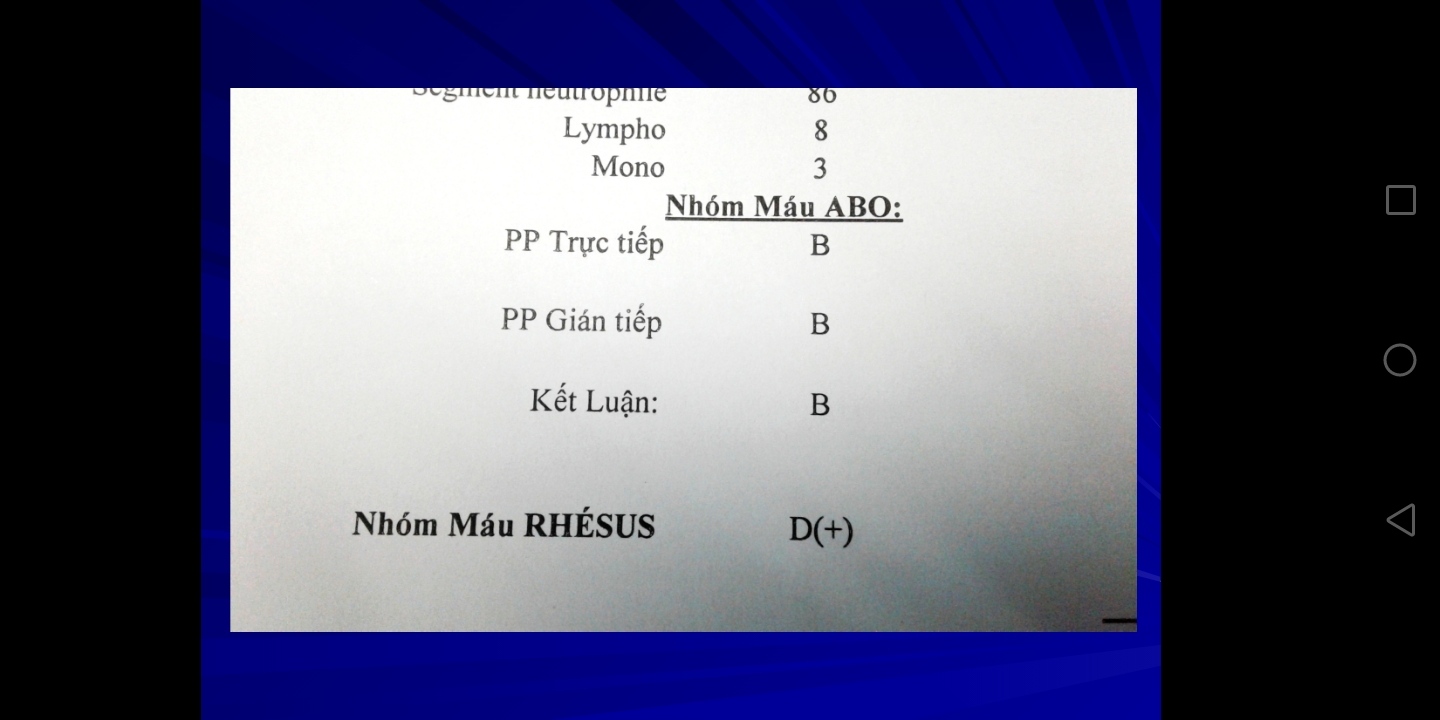 Segment neutrophile 86
Lympho 8
Mono 3
Nhóm Máu ABO:
PP Trực tiếp B
PP Gián tiếp B
Kết Luận: B
Nhóm Máu RHÉSUS D(+)